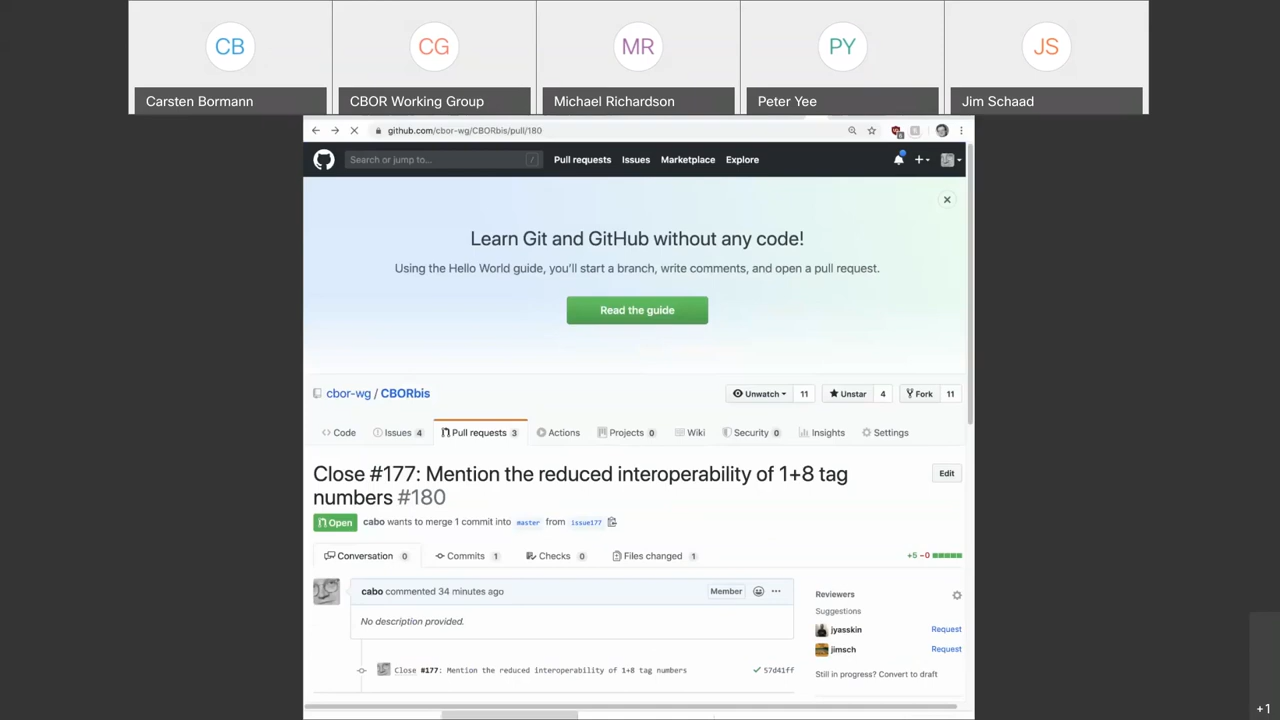 CB
CG
MR
PY
JS
Carsten Bormann
CBOR Working Group
Michael Richardson
Peter Yee
Jim Schaad
github.com/cbor-wg/CBORbis/pull/180
Search or jump to...
/
Pull requests
Issues
Marketplace
Explore
Learn Git and GitHub without any code!
Using the Hello World guide, you'll start a branch, write comments, and open a pull request.
Read the guide
cbor-wg / CBORbis
Unwatch 11
Unstar 4
Fork 11
Code
Issues 4
Pull requests 3
Actions
Projects 0
Wiki
Security 0
Insights
Settings
Close #177: Mention the reduced interoperability of 1+8 tag
numbers #180
Edit
Open
cabo wants to merge 1 commit into master from issue177
Conversation 0
Commits 1
Checks 0
Files changed 1
+5 −0
cabo commented 34 minutes ago
Member
No description provided.
Close #177: Mention the reduced interoperability of 1+8 tag numbers
57d41ff
Reviewers
Suggestions
jyasskin Request
jimsch Request
Still in progress? Convert to draft
+1